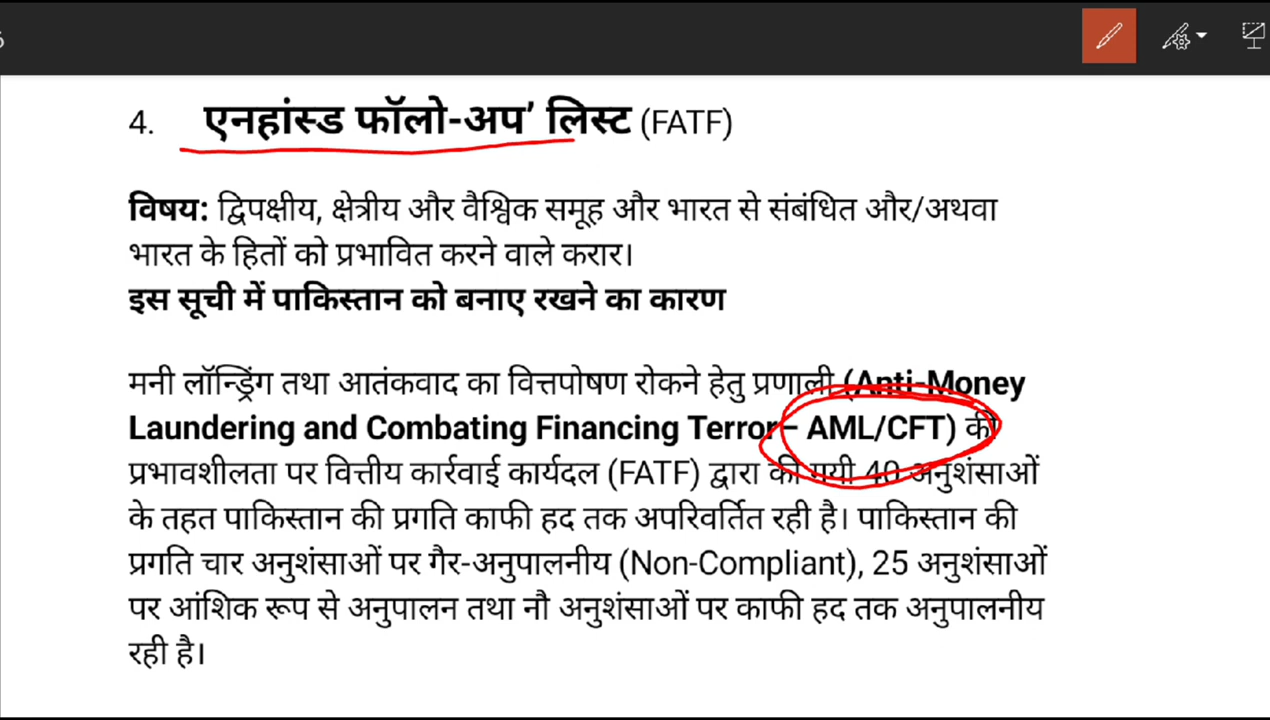 4. एनहांस्ड फॉलो-अप’ लिस्ट (FATF)
विषय: द्विपक्षीय, क्षेत्रीय और वैश्विक समूह और भारत से संबंधित और/अथवा
भारत के हितों को प्रभावित करने वाले करार।
इस सूची में पाकिस्तान को बनाए रखने का कारण
मनी लॉन्ड्रिंग तथा आतंकवाद का वित्तपोषण रोकने हेतु प्रणाली (Anti-Money
Laundering and Combating Financing Terror– AML/CFT) की
प्रभावशीलता पर वित्तीय कार्रवाई कार्यदल (FATF) द्वारा की गयी 40 अनुशंसाओं
के तहत पाकिस्तान की प्रगति काफी हद तक अपरिवर्तित रही है। पाकिस्तान की
प्रगति चार अनुशंसाओं पर गैर-अनुपालनीय (Non-Compliant), 25 अनुशंसाओं
पर आंशिक रूप से अनुपालन तथा नौ अनुशंसाओं पर काफी हद तक अनुपालनीय
रही है।